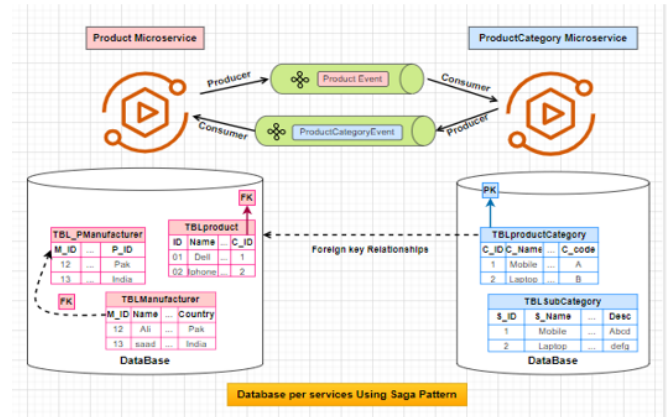 Product Microservice
ProductCategory Microservice
Producer
Product Event
Consumer
Consumer
ProductCategoryEvent
Producer
FK
PK
TBL_PManufacturer
M_ID ... P_ID
12 ... Pak
13 ... India
TBLproduct
ID Name ... C_ID
01 Dell ... 1
02 Iphone ... 2
Foreign key Relationships
TBLproductCategory
C_ID C_Name ... C_code
1 Mobile ... A
2 Laptop ... B
FK
TBLManufacturer
M_ID Name ... Country
12 Ali ... Pak
13 saad ... India
TBLSubCategory
S_ID S_Name ... Desc
1 Mobile ... Abcd
2 Laptop ... defg
DataBase
DataBase
Database per services Using Saga Pattern